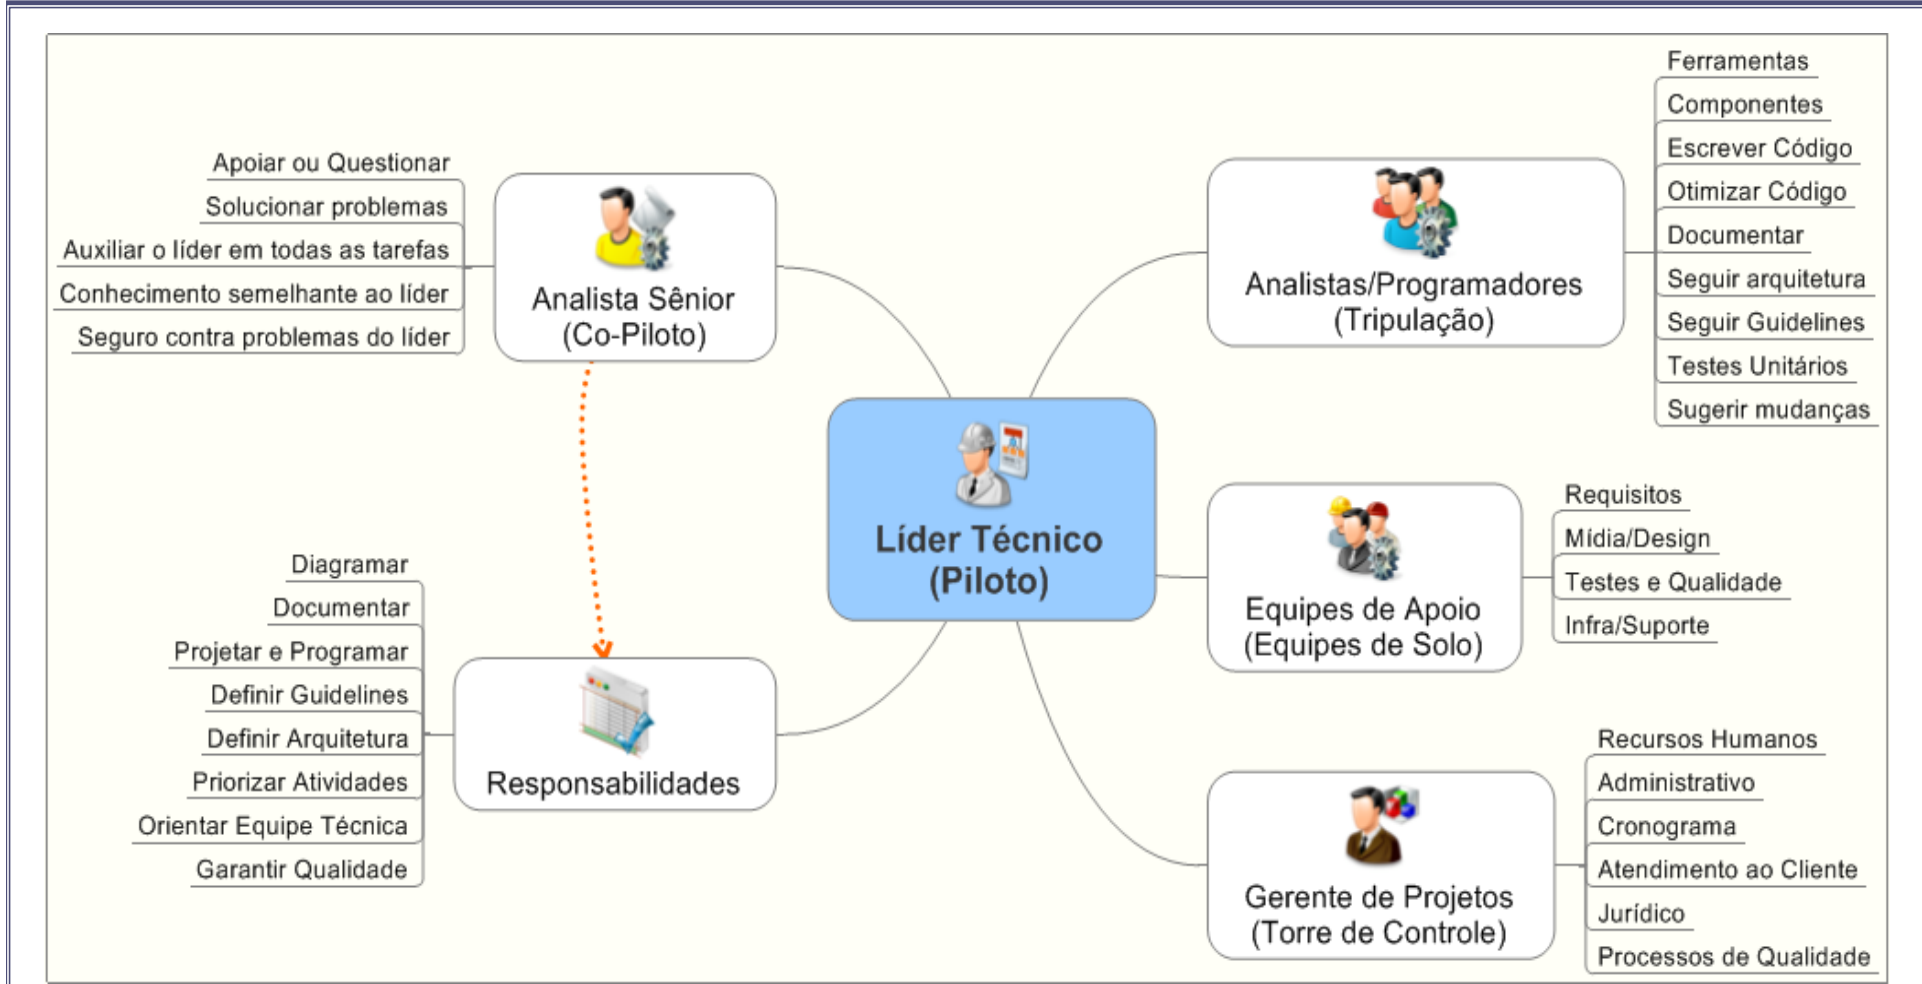 Apoiar ou Questionar
Solucionar problemas
Auxiliar o líder em todas as tarefas
Conhecimento semelhante ao líder
Seguro contra problemas do líder
Analista Sênior
(Co-Piloto)
Diagramar
Documentar
Projetar e Programar
Definir Guidelines
Definir Arquitetura
Priorizar Atividades
Orientar Equipe Técnica
Garantir Qualidade
Responsabilidades
Líder Técnico
(Piloto)
Analistas/Programadores
(Tripulação)
Ferramentas
Componentes
Escrever Código
Otimizar Código
Documentar
Seguir arquitetura
Seguir Guidelines
Testes Unitários
Sugerir mudanças
Equipes de Apoio
(Equipes de Solo)
Requisitos
Mídia/Design
Testes e Qualidade
Infra/Suporte
Gerente de Projetos
(Torre de Controle)
Recursos Humanos
Administrativo
Cronograma
Atendimento ao Cliente
Jurídico
Processos de Qualidade